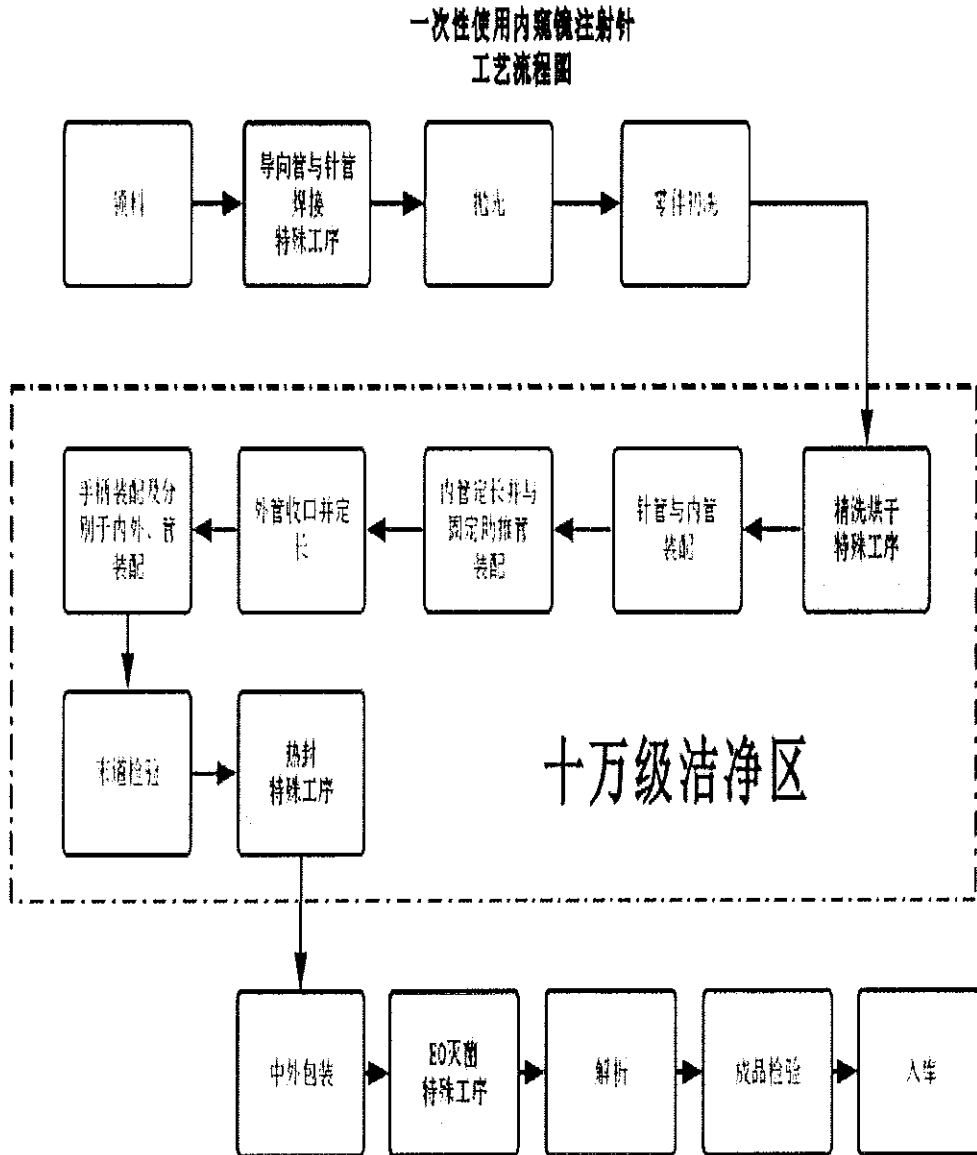 一次性使用内窥镜注射针
工艺流程图
领料
导向管与针管
焊接
特殊工序
抛光
零件初洗
精洗烘干
特殊工序
针管与内管
装配
内管定长并与
固定助推管
装配
外管收口并定
长
手柄装配及分
别于内外、管
装配
末道检验
热封
特殊工序
十万级洁净区
中外包装
EO灭菌
特殊工序
解析
成品检验
入库